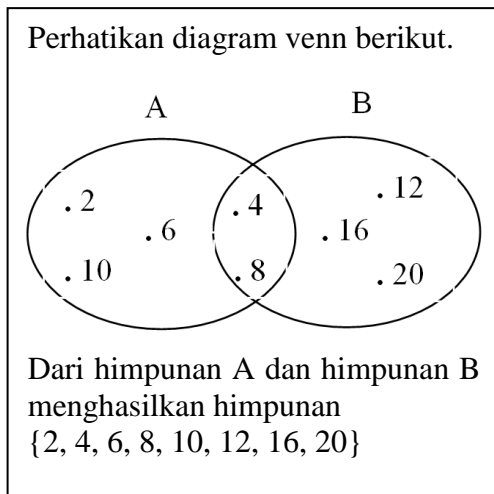 Perhatikan diagram venn berikut.
A B
. 2 . 6 . 4 . 12
. 10 . 8 . 16 . 20
Dari himpunan A dan himpunan B
menghasilkan himpunan
{2, 4, 6, 8, 10, 12, 16, 20}